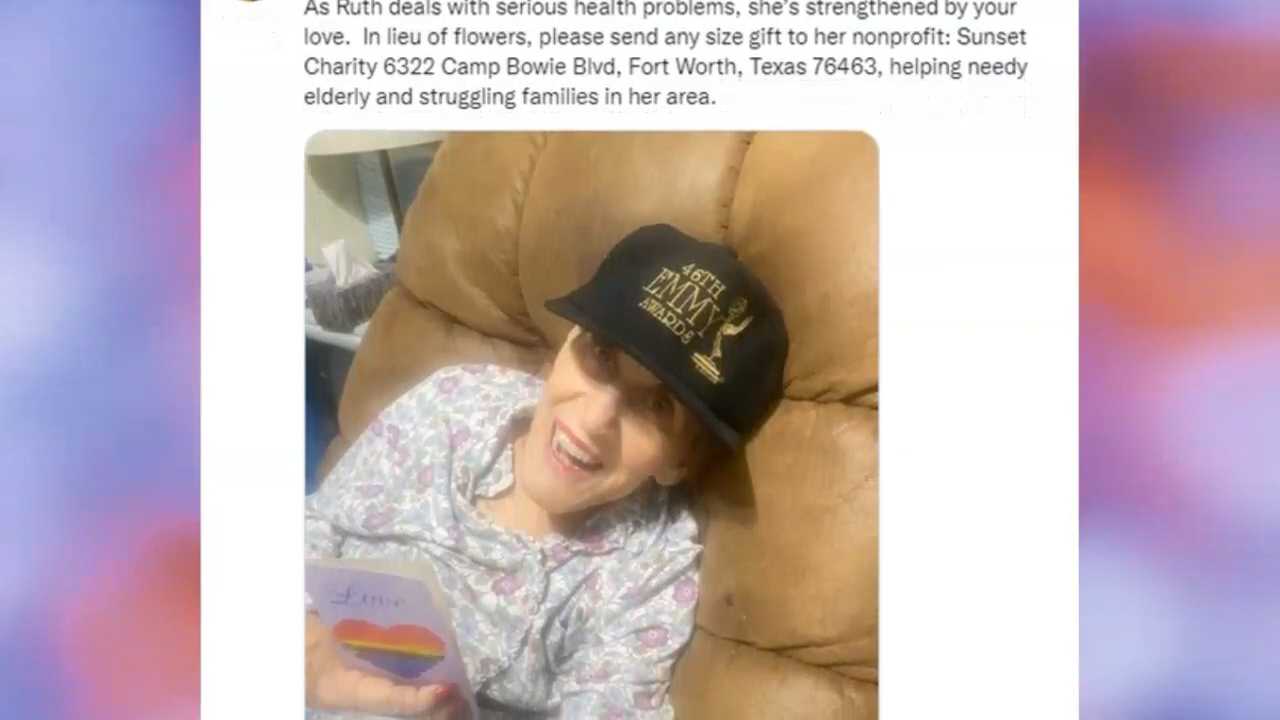 As Ruth deals with serious health problems, she's strengthened by your
love.  In lieu of flowers, please send any size gift to her nonprofit: Sunset
Charity 6322 Camp Bowie Blvd, Fort Worth, Texas 76463, helping needy
elderly and struggling families in her area.
46TH
EMMY
AWARDS
Love